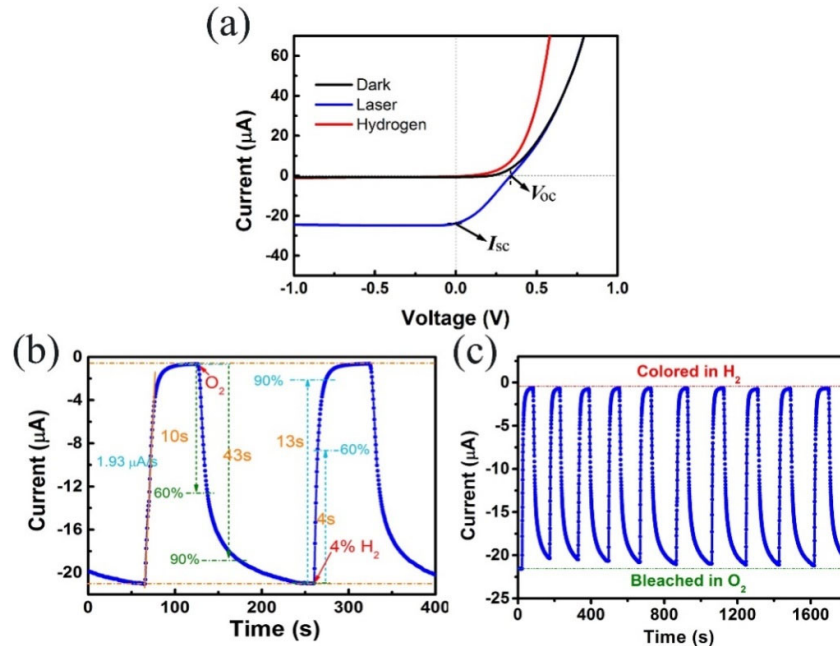 (a)
60
40
20
0
-20
-40
Current (μA)
Dark
Laser
Hydrogen
Voc
Isc
-1.0 -0.5 0.0 0.5 1.0
Voltage (V)
(b)
0
-4
-8
-12
-16
-20
Current (μA)
O2
90%
10s
43s
13s
60%
1.93 μA/s
60%
4s
90%
4% H2
0 100 200 300 400
Time (s)
(c)
0
-5
-10
-15
-20
-25
Current (μA)
Colored in H2
Bleached in O2
0 400 800 1200 1600
Time (s)